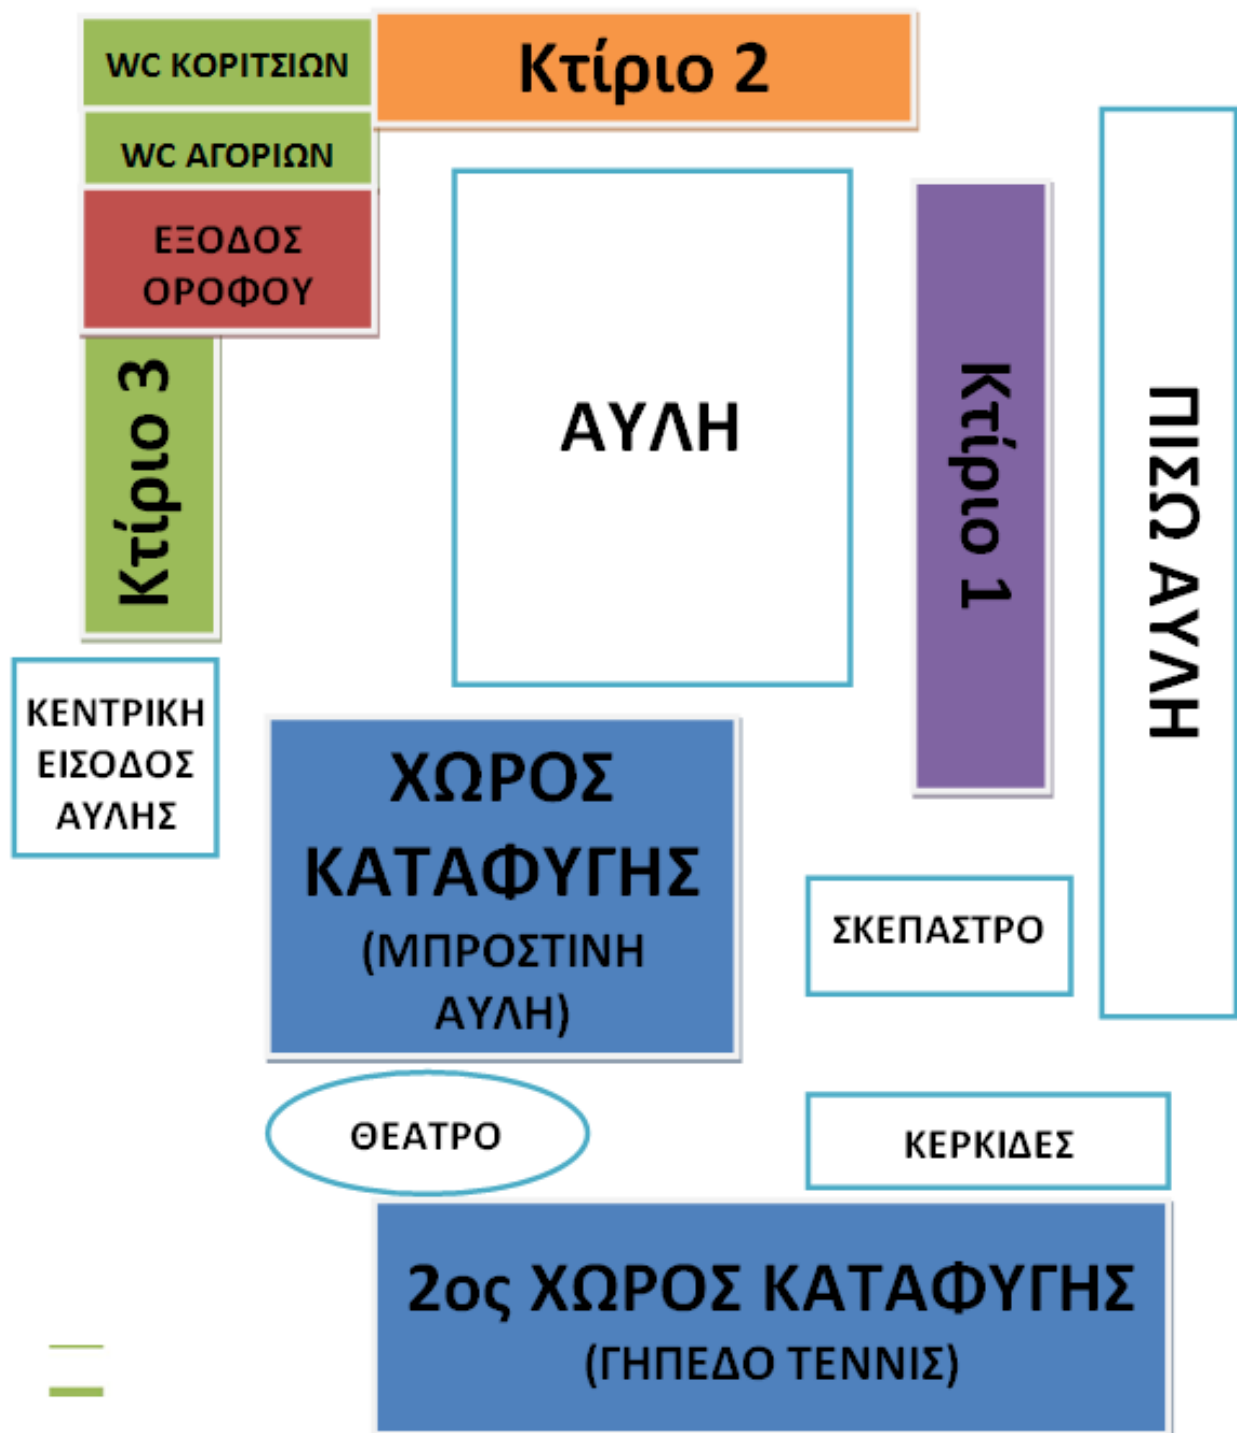 WC ΚΟΡΙΤΣΙΩΝ
Κτίριο 2
WC ΑΓΟΡΙΩΝ
ΕΞΟΔΟΣ
ΟΡΟΦΟΥ
Κτίριο 3
ΑΥΛΗ
Κτίριο 1
ΠΙΣΩ ΑΥΛΗ
ΚΕΝΤΡΙΚΗ
ΕΙΣΟΔΟΣ
ΑΥΛΗΣ
ΧΩΡΟΣ
ΚΑΤΑΦΥΓΗΣ
(ΜΠΡΟΣΤΙΝΗ
ΑΥΛΗ)
ΣΚΕΠΑΣΤΡΟ
ΘΕΑΤΡΟ
ΚΕΡΚΙΔΕΣ
2ος ΧΩΡΟΣ ΚΑΤΑΦΥΓΗΣ
(ΓΗΠΕΔΟ ΤΕΝΝΙΣ)